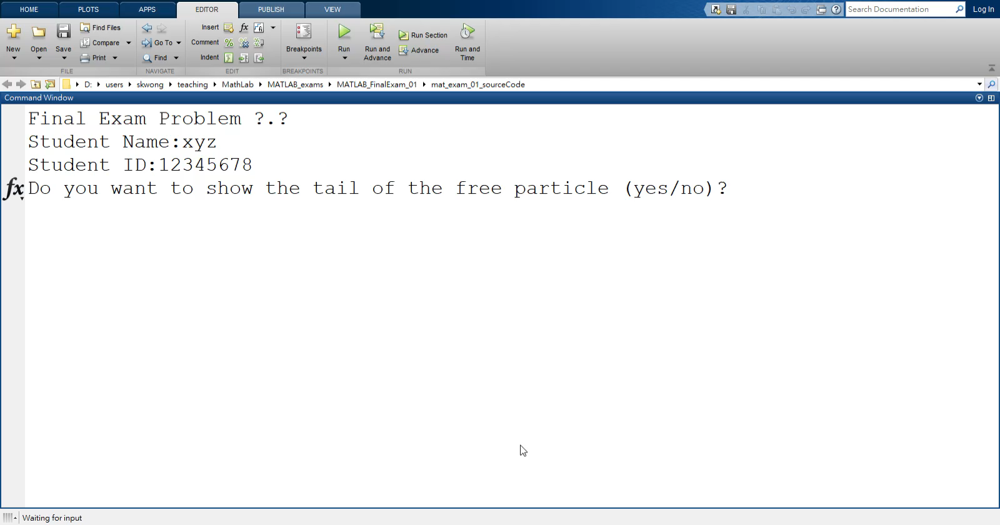 HOME PLOTS APPS EDITOR PUBLISH VIEW Search Documentation Log In
New Open Save Find Files Compare Print
Go To Find
Insert fx
Comment
Indent
Breakpoints
Run Run and Advance Run Section Advance Run and Time
FILE NAVIGATE EDIT BREAKPOINTS RUN
D: users skwong teaching MathLab MATLAB_exams MATLAB_FinalExam_01 mat_exam_01_sourceCode
Command Window
Final Exam Problem ?.?
Student Name:xyz
Student ID:12345678
fx Do you want to show the tail of the free particle (yes/no)?
Waiting for input